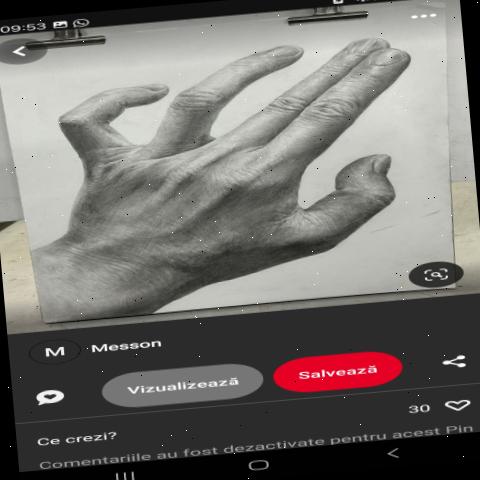 09:53
M Messon
Vizualizează
Salvează
30
Ce crezi?
Comentariile au fost dezactivate pentru acest Pin